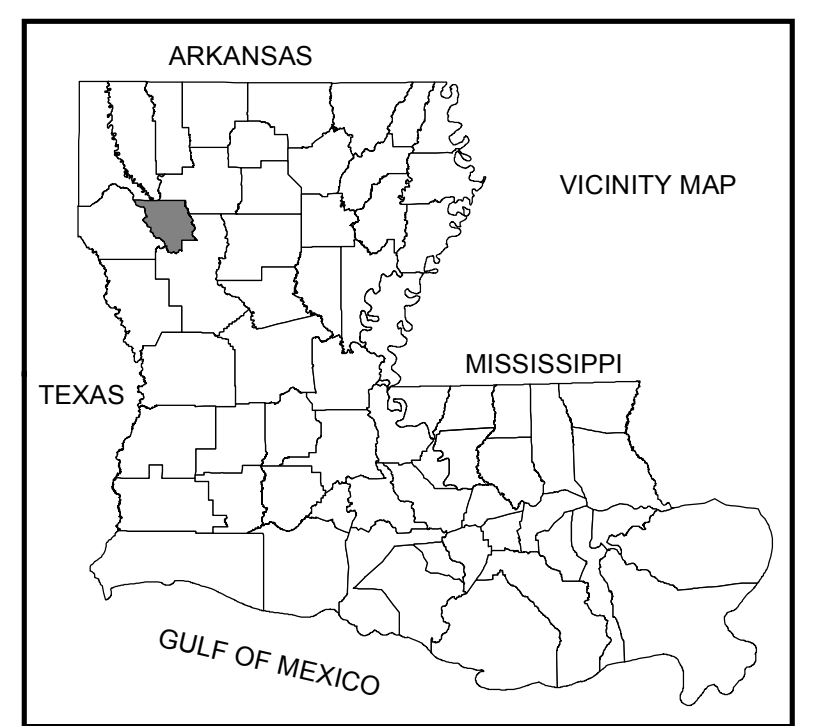 ARKANSAS
VICINITY MAP
MISSISSIPPI
TEXAS
GULF OF MEXICO